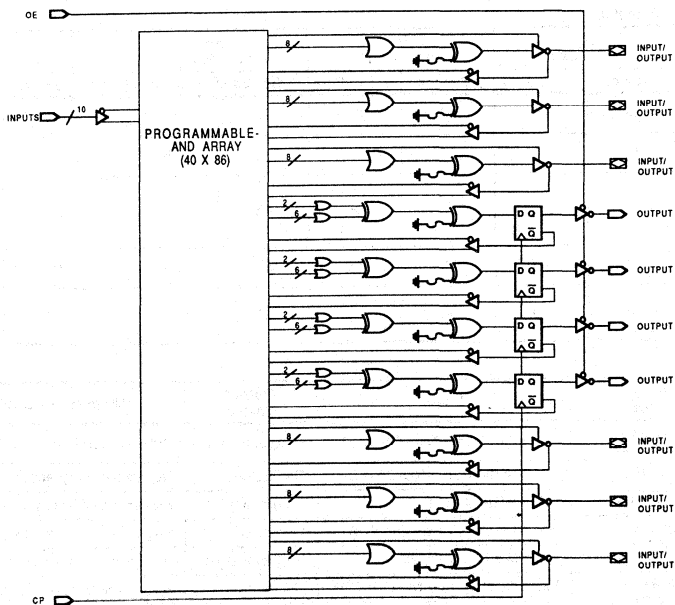 OE
8
INPUT/
OUTPUT
10
INPUTS
8
INPUT/
OUTPUT
PROGRAMMABLE-
AND ARRAY
(40 X 86)
8
INPUT/
OUTPUT
2
6
D Q
Q
OUTPUT
2
6
D Q
Q
OUTPUT
2
6
D Q
Q
OUTPUT
2
6
D Q
Q
OUTPUT
8
INPUT/
OUTPUT
8
INPUT/
OUTPUT
8
INPUT/
OUTPUT
CP